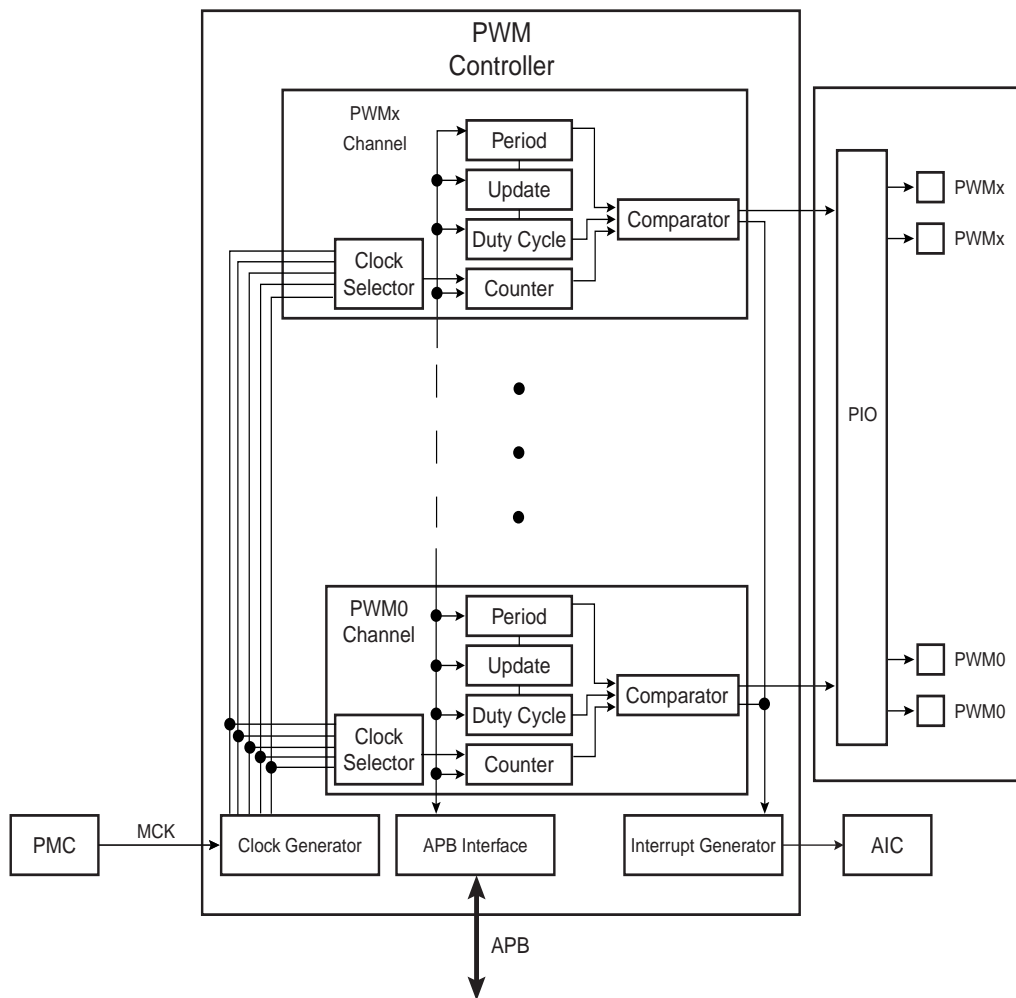 PWM
Controller
PWMx
Channel
Period
Update
Duty Cycle
Counter
Clock
Selector
Comparator
PIO
PWMx
PWMx
PWM0
Channel
Period
Update
Duty Cycle
Counter
Clock
Selector
Comparator
PWM0
PWM0
PMC
MCK
Clock Generator
APB Interface
Interrupt Generator
AIC
APB